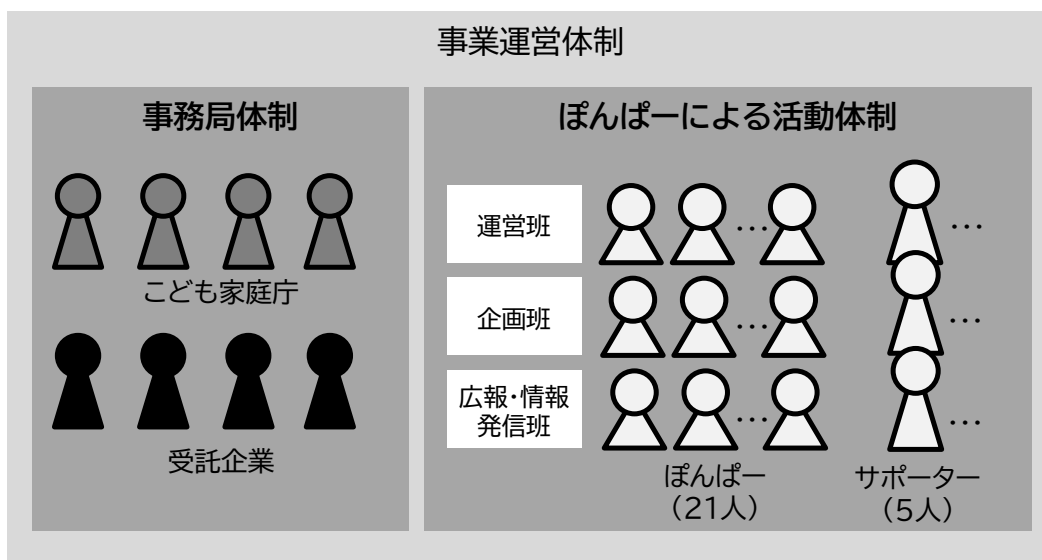 事業運営体制
事務局体制
こども家庭庁
受託企業
ぽんぱーによる活動体制
運営班
…
…
企画班
…
…
広報・情報
発信班
…
…
ぽんぱー
（21人）
サポーター
（5人）